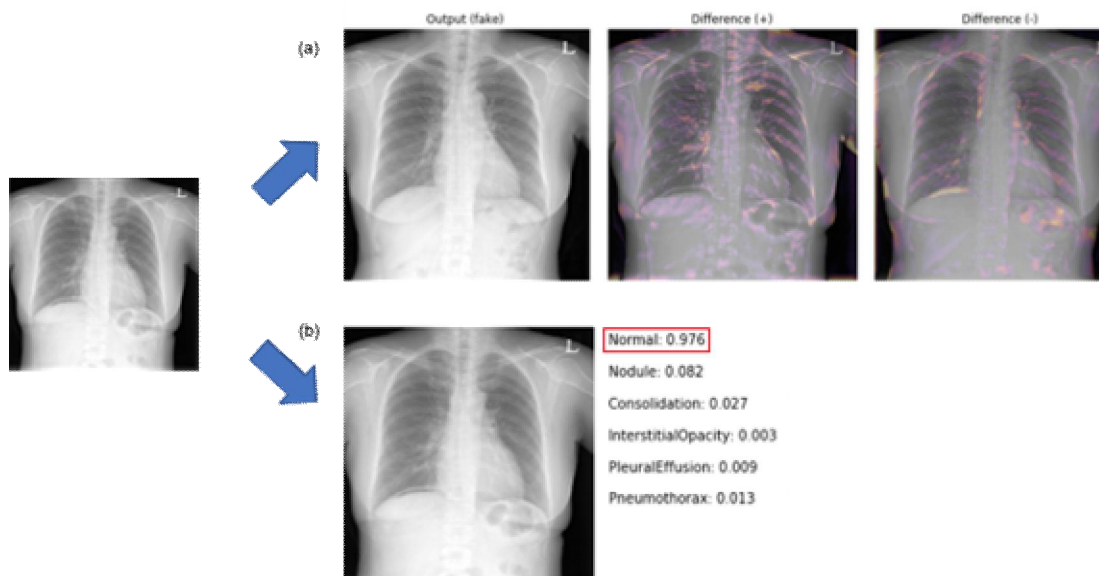 Output (fake)
Difference (+)
Difference (-)
(a)
L
L
L
L
(b)
L
Normal: 0.976
Nodule: 0.082
Consolidation: 0.027
InterstitialOpacity: 0.003
PleuralEffusion: 0.009
Pneumothorax: 0.013